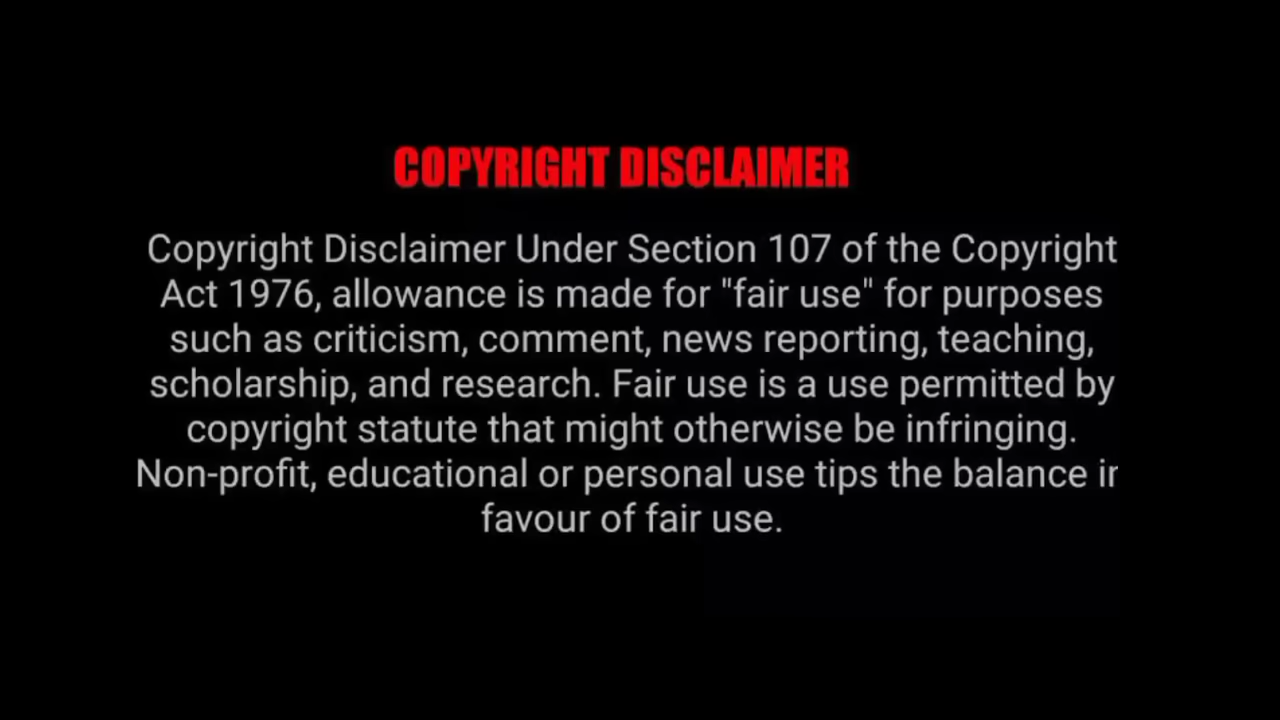 COPYRIGHT DISCLAIMER
Copyright Disclaimer Under Section 107 of the Copyright
Act 1976, allowance is made for "fair use" for purposes
such as criticism, comment, news reporting, teaching,
scholarship, and research. Fair use is a use permitted by
copyright statute that might otherwise be infringing.
Non-profit, educational or personal use tips the balance ir
favour of fair use.